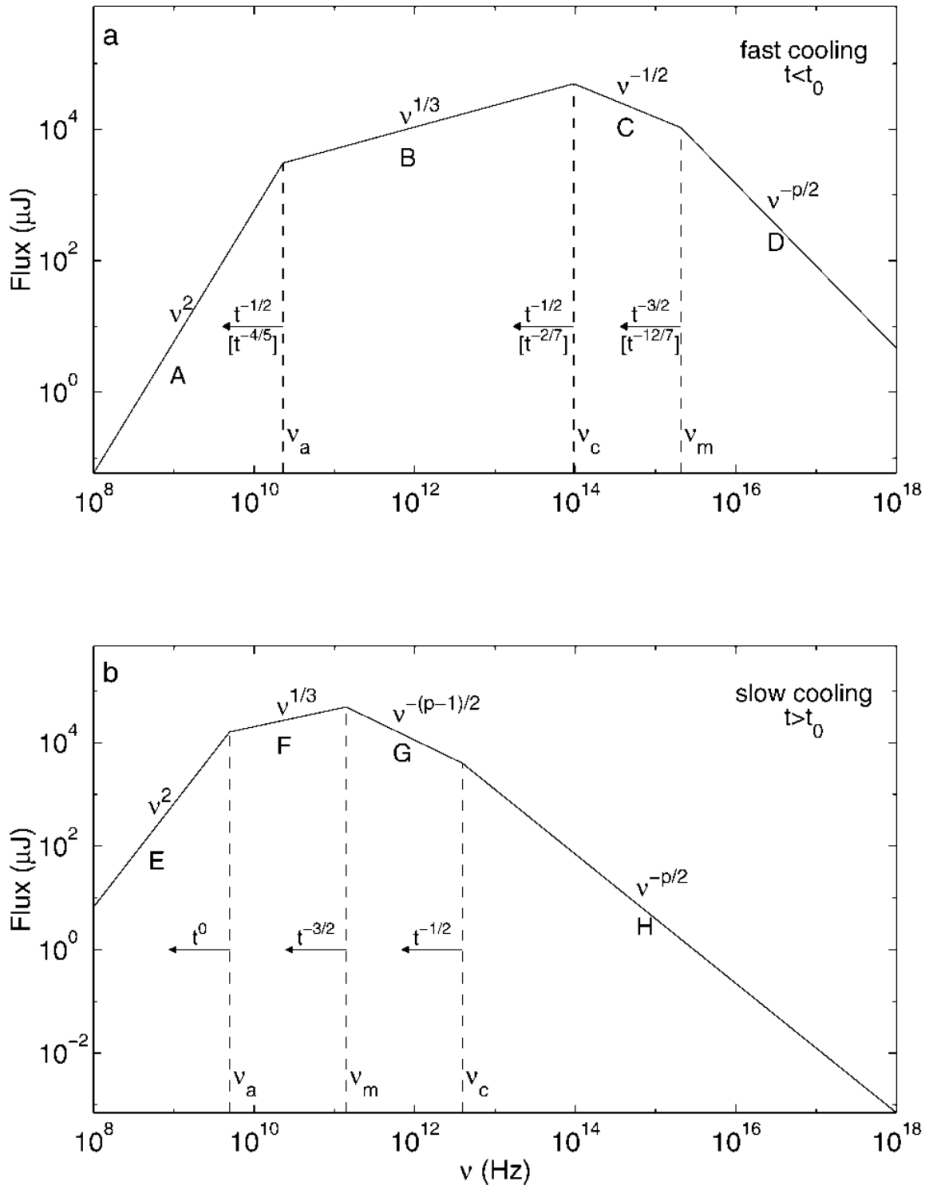 a
fast cooling
t<t₀
ν^1/3
ν^−1/2
B
C
ν^−p/2
D
ν^2
A
t^−1/2
[t^−4/5]
t^−1/2
[t^−2/7]
t^−3/2
[t^−12/7]
νₐ
ν_c
ν_m
Flux (μJ)
10^4
10^2
10^0
10^8
10^10
10^12
10^14
10^16
10^18
b
slow cooling
t>t₀
ν^1/3
ν^−(p−1)/2
F
G
ν^2
E
ν^−p/2
H
t^0
t^−3/2
t^−1/2
νₐ
ν_m
ν_c
Flux (μJ)
10^4
10^2
10^0
10^−2
10^8
10^10
10^12
10^14
10^16
10^18
ν (Hz)